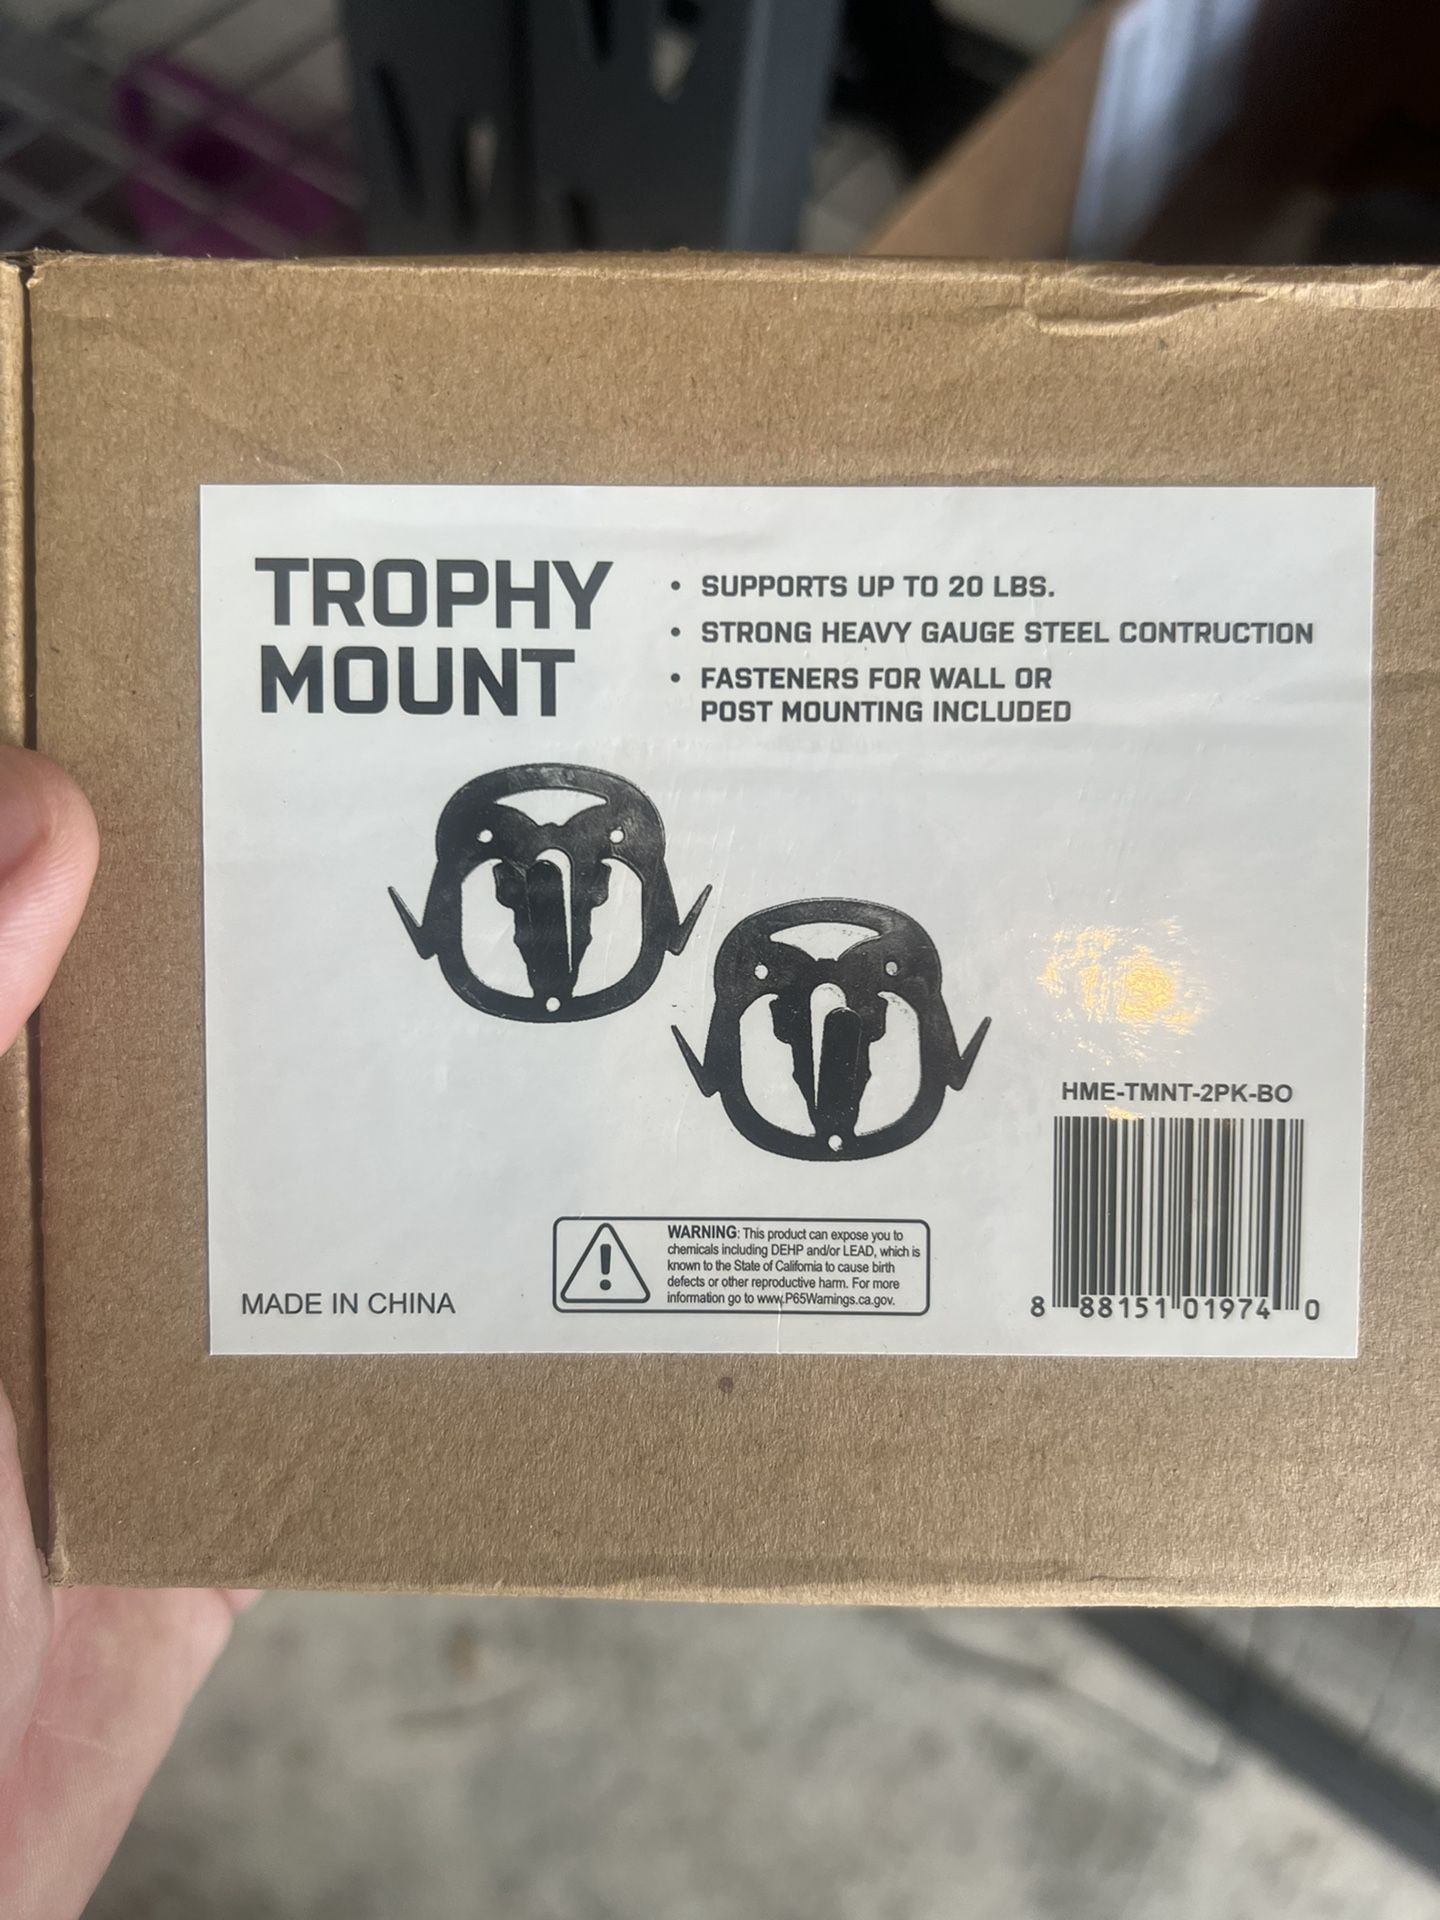 TROPHY
MOUNT
• SUPPORTS UP TO 20 LBS.
• STRONG HEAVY GAUGE STEEL CONTRUCTION
• FASTENERS FOR WALL OR
POST MOUNTING INCLUDED
HME-TMNT-2PK-BO
8 88151 01974 0
WARNING: This product can expose you to
chemicals including DEHP and/or LEAD, which is
known to the State of California to cause birth
defects or other reproductive harm. For more
information go to www.P65Warnings.ca.gov.
MADE IN CHINA